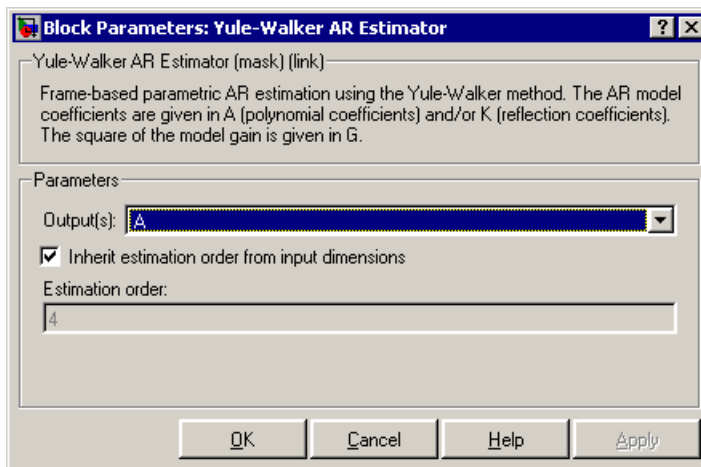 Block Parameters: Yule-Walker AR Estimator
Yule-Walker AR Estimator (mask) (link)
Frame-based parametric AR estimation using the Yule-Walker method. The AR model
coefficients are given in A (polynomial coefficients) and/or K (reflection coefficients).
The square of the model gain is given in G.
Parameters
Output(s): A
Inherit estimation order from input dimensions
Estimation order:
4
OK Cancel Help Apply